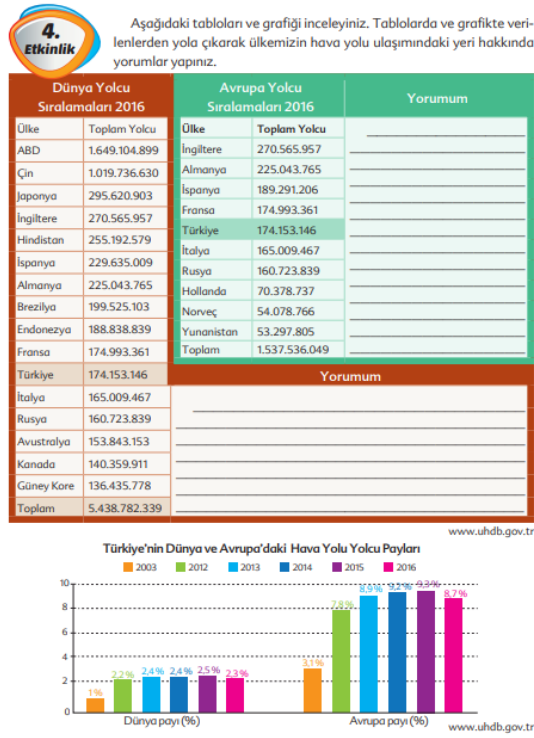 4.
Etkinlik
Aşağıdaki tabloları ve grafiği inceleyiniz. Tablolarda ve grafikte veri-
lenlerden yola çıkarak ülkemizin hava yolu ulaşımındaki yeri hakkında
yorumlar yapınız.
Dünya Yolcu
Sıralamaları 2016
Ülke Toplam Yolcu
ABD 1.649.104.899
Çin 1.019.736.630
Japonya 295.620.903
İngiltere 270.565.957
Hindistan 255.192.579
İspanya 229.635.009
Almanya 225.043.765
Brezilya 199.525.103
Endonezya 188.838.839
Fransa 174.993.361
Türkiye 174.153.146
İtalya 165.009.467
Rusya 160.723.839
Avustralya 153.843.153
Kanada 140.359.911
Güney Kore 136.435.778
Toplam 5.438.782.339
Avrupa Yolcu
Sıralamaları 2016
Ülke Toplam Yolcu
İngiltere 270.565.957
Almanya 225.043.765
İspanya 189.291.206
Fransa 174.993.361
Türkiye 174.153.146
İtalya 165.009.467
Rusya 160.723.839
Hollanda 70.378.737
Norveç 54.078.766
Yunanistan 53.297.805
Toplam 1.537.536.049
Yorumum
Yorumum
www.uhdb.gov.tr
Türkiye'nin Dünya ve Avrupa'daki Hava Yolu Yolcu Payları
2003 2012 2013 2014 2015 2016
10
8
6
4
2
0
1% 2,2% 2,4% 2,4% 2,5% 2,3%
3,1% 7,8% 8,9% 9,2% 9,3% 8,7%
Dünya payı (%) Avrupa payı (%)
www.uhdb.gov.tr